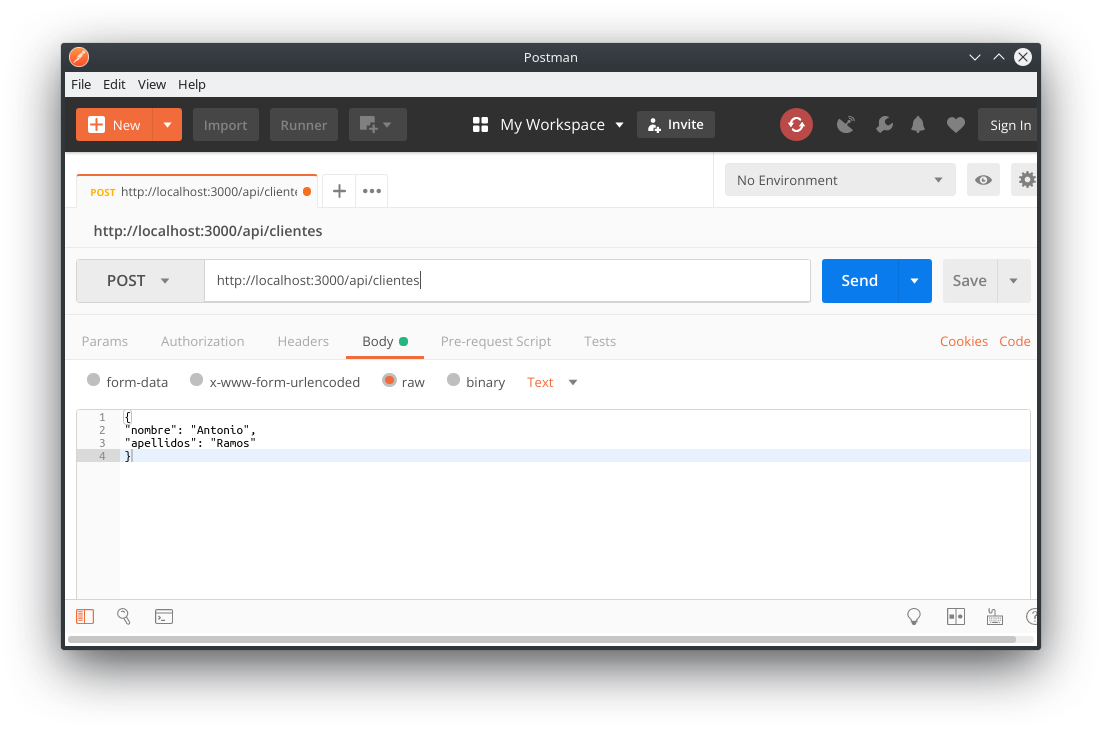 Postman
File Edit View Help
New Import Runner My Workspace Invite Sign In
POST http://localhost:3000/api/cliente No Environment
http://localhost:3000/api/clientes
POST http://localhost:3000/api/clientes Send Save
Params Authorization Headers Body Pre-request Script Tests Cookies Code
form-data x-www-form-urlencoded raw binary Text
1 {
2 "nombre": "Antonio",
3 "apellidos": "Ramos"
4 }